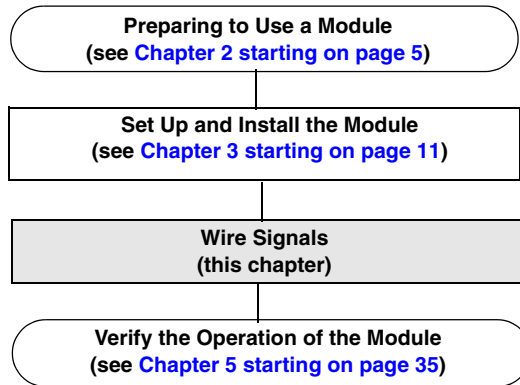 Preparing to Use a Module
(see Chapter 2 starting on page 5)
Set Up and Install the Module
(see Chapter 3 starting on page 11)
Wire Signals
(this chapter)
Verify the Operation of the Module
(see Chapter 5 starting on page 35)